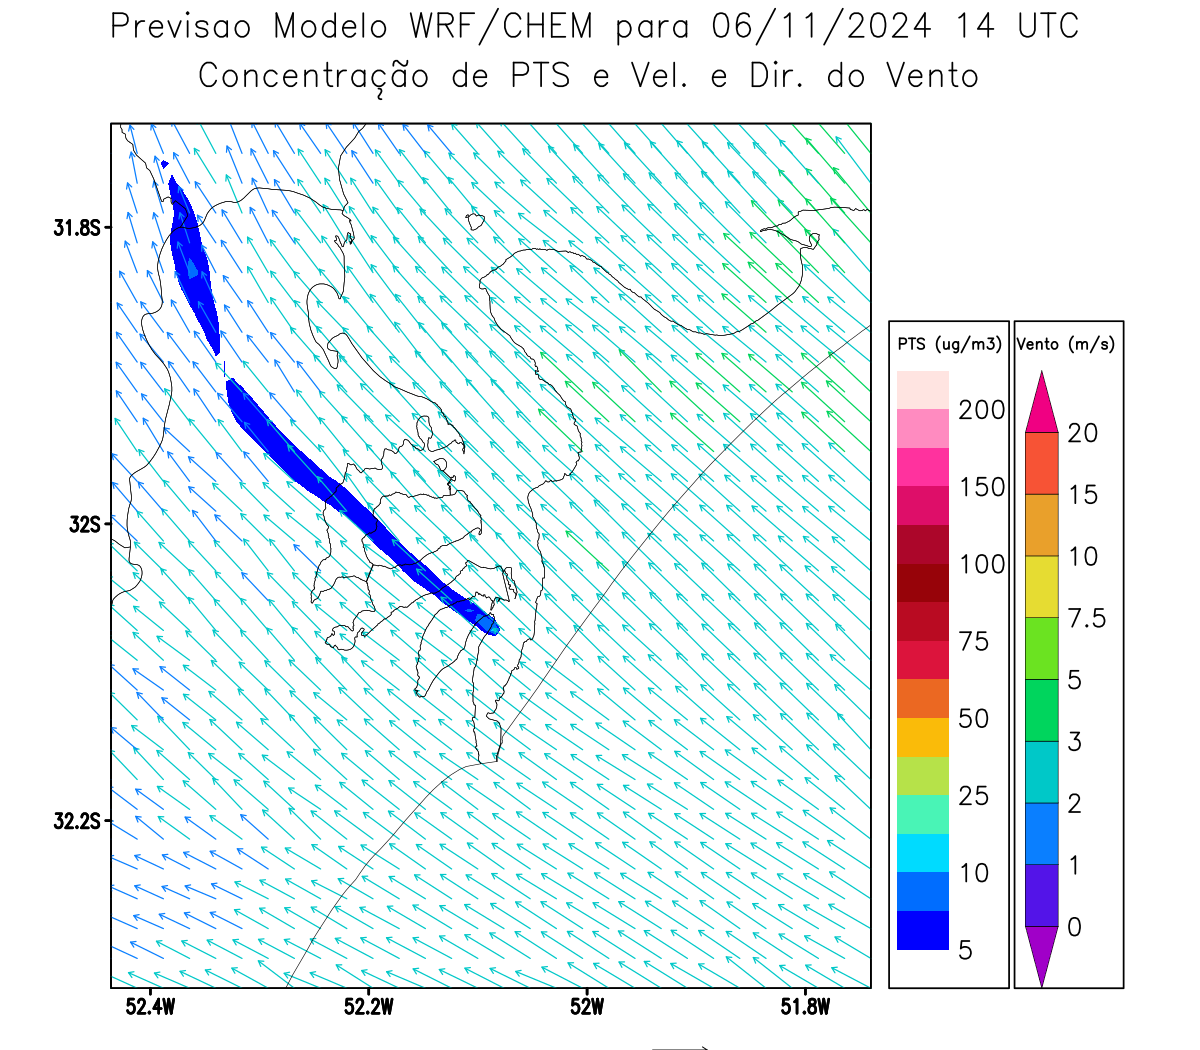 Previsao Modelo WRF/CHEM para 06/11/2024 14 UTC
Concentração de PTS e Vel. e Dir. do Vento
31.8S
32S
32.2S
52.4W
52.2W
52W
51.8W
PTS (ug/m3)
200
150
100
75
50
25
10
5
Vento (m/s)
20
15
10
7.5
5
3
2
1
0